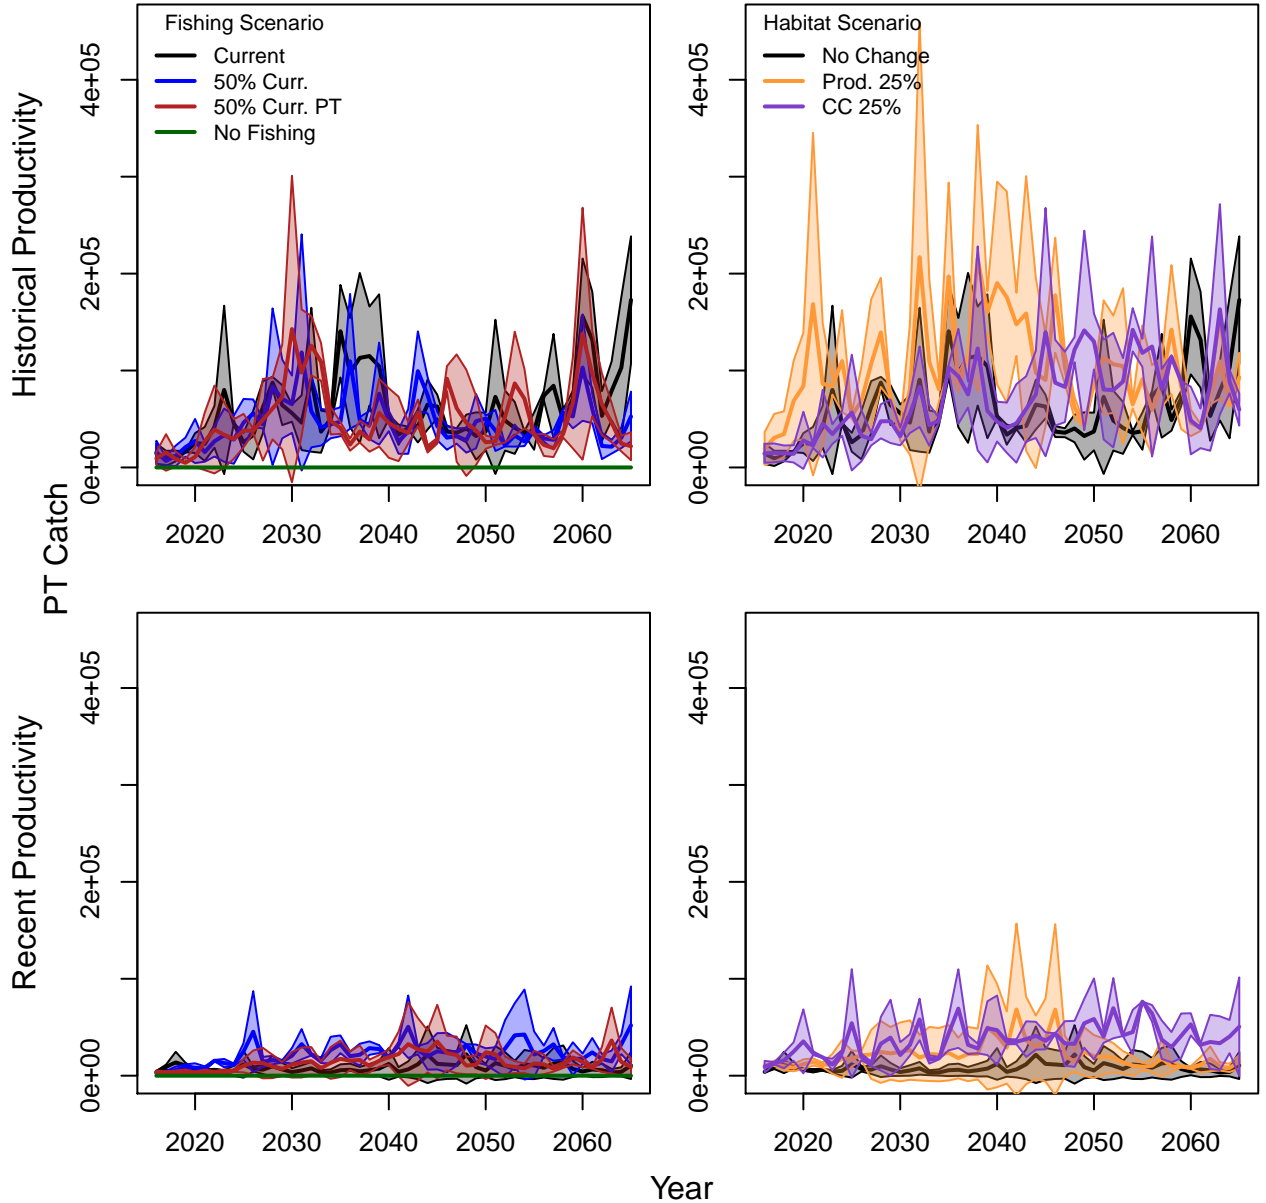 Fishing Scenario
Current
50% Curr.
50% Curr. PT
No Fishing
Habitat Scenario
No Change
Prod. 25%
CC 25%
Historical Productivity
0e+00
2e+05
4e+05
2020 2030 2040 2050 2060
0e+00
2e+05
4e+05
2020 2030 2040 2050 2060
PT Catch
Recent Productivity
0e+00
2e+05
4e+05
2020 2030 2040 2050 2060
0e+00
2e+05
4e+05
2020 2030 2040 2050 2060
Year